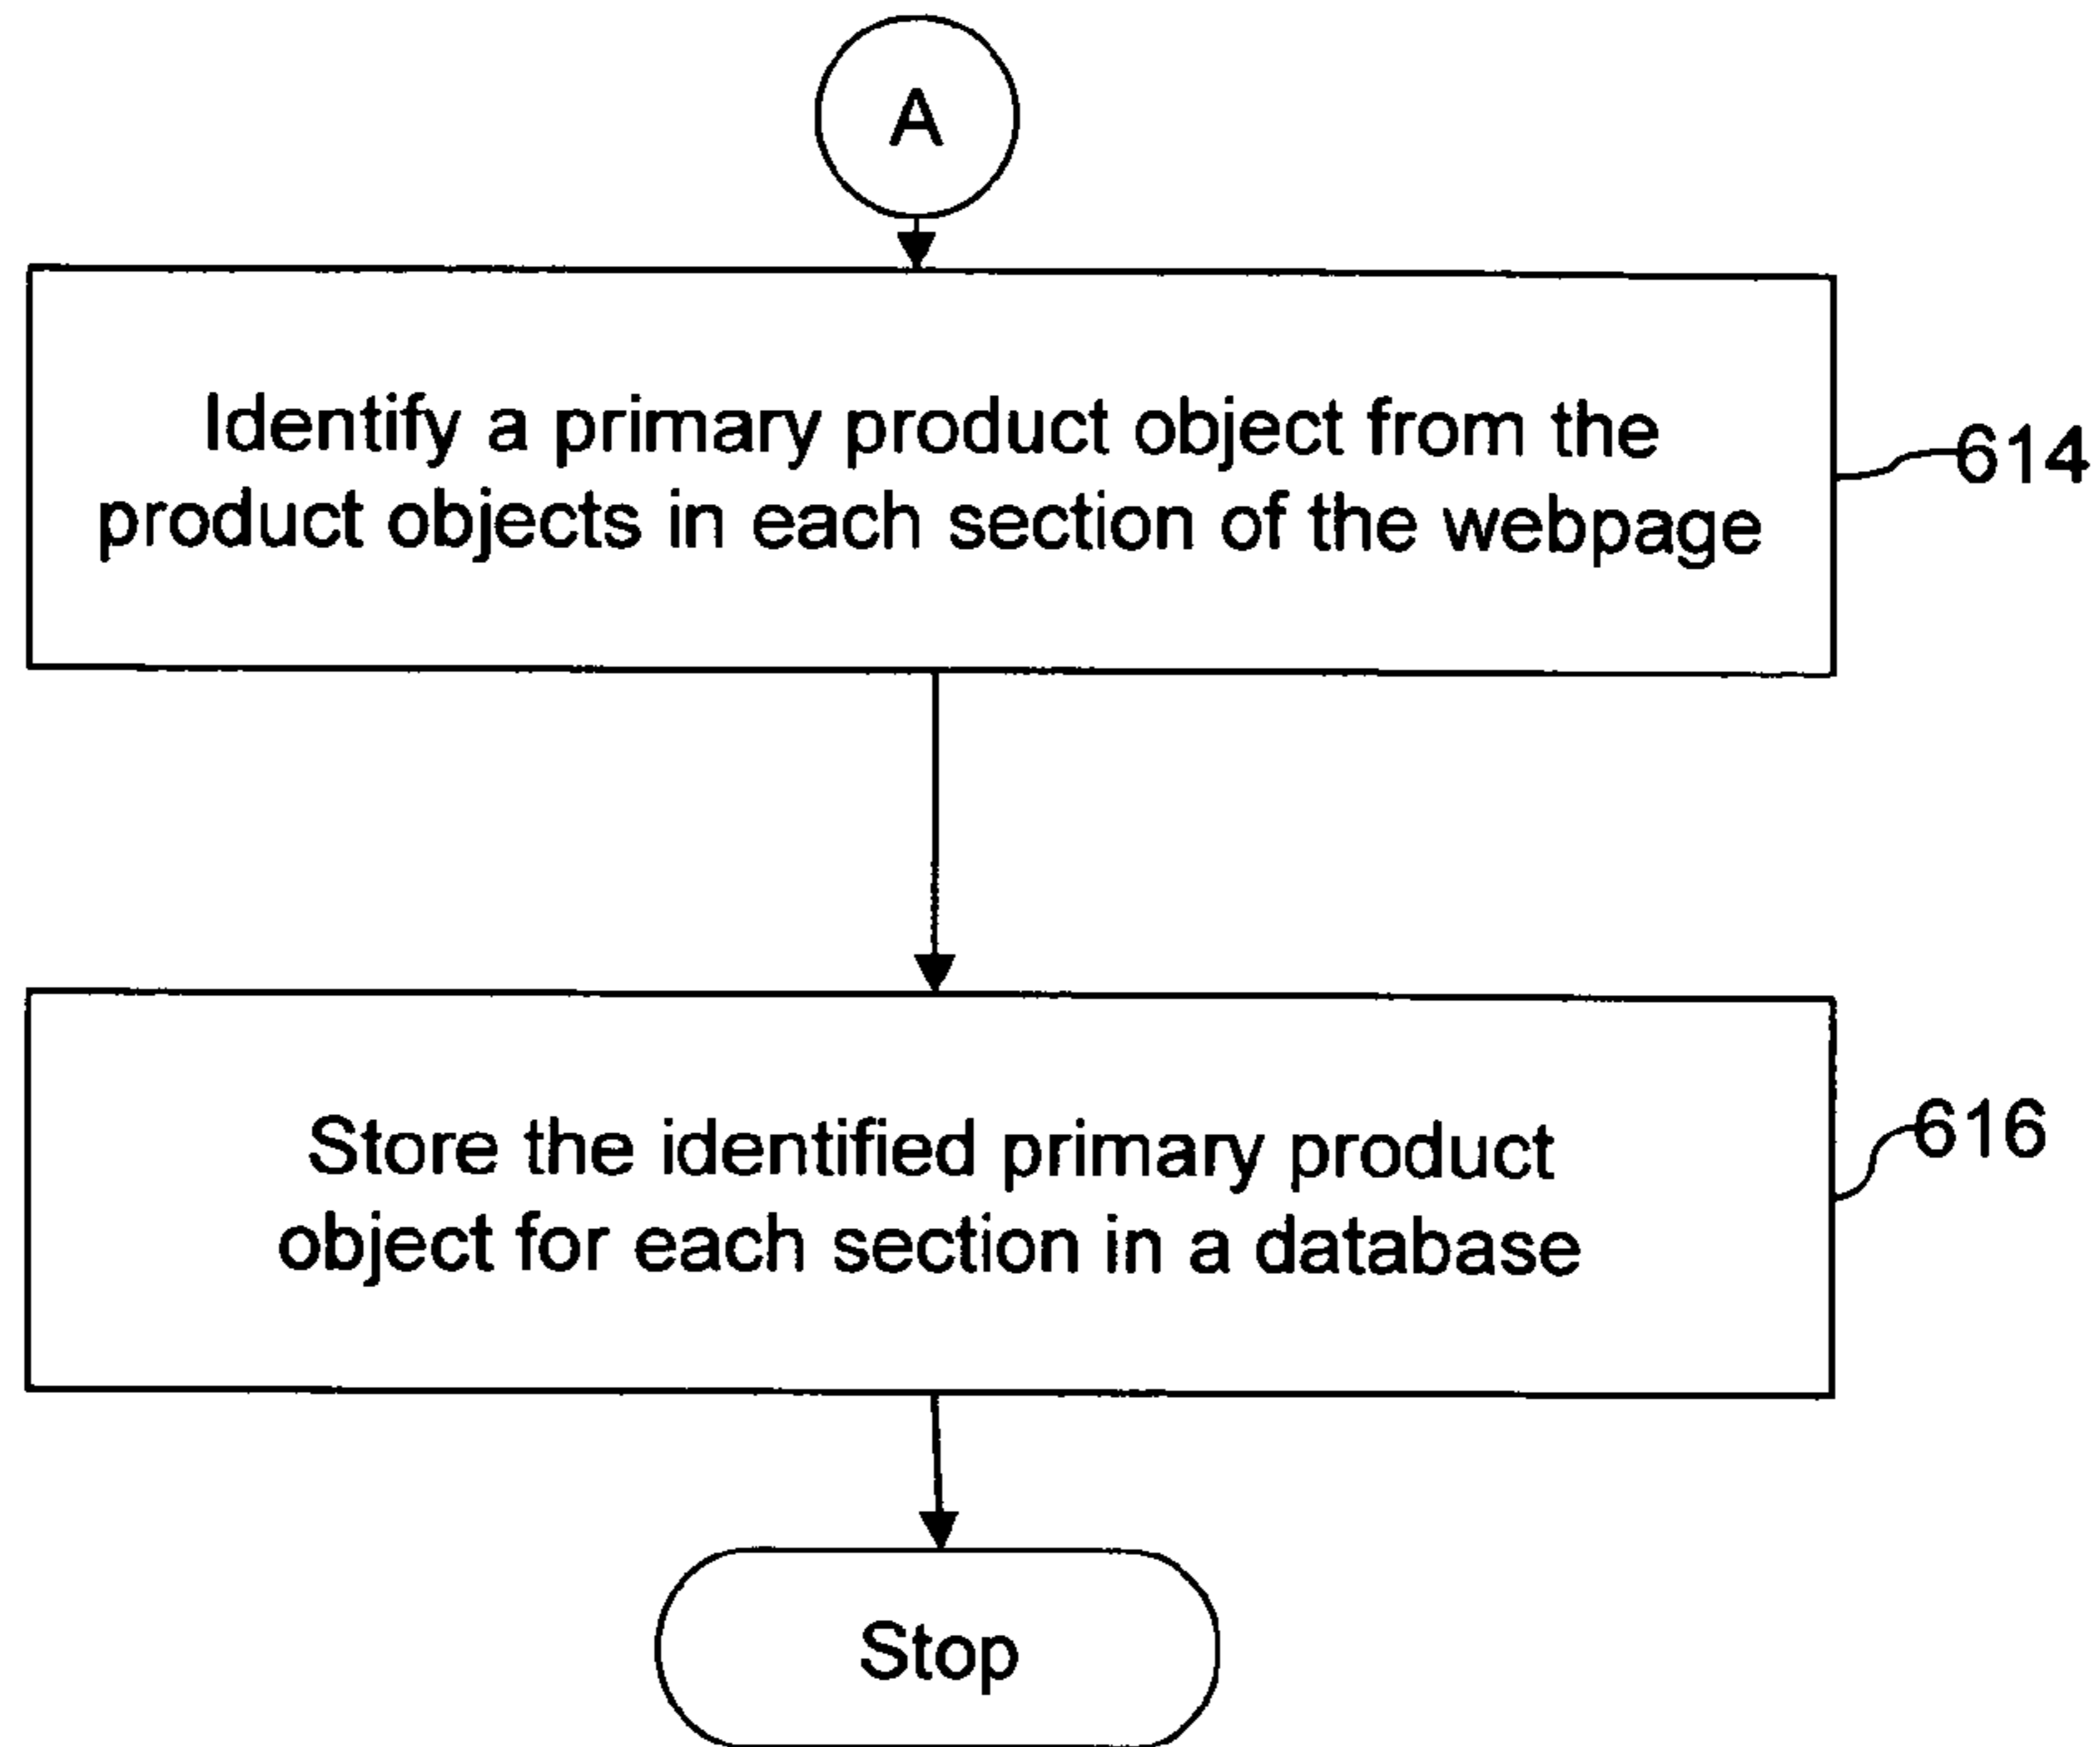 A
Identify a primary product object from the
product objects in each section of the webpage
614
Store the identified primary product
object for each section in a database
616
Stop